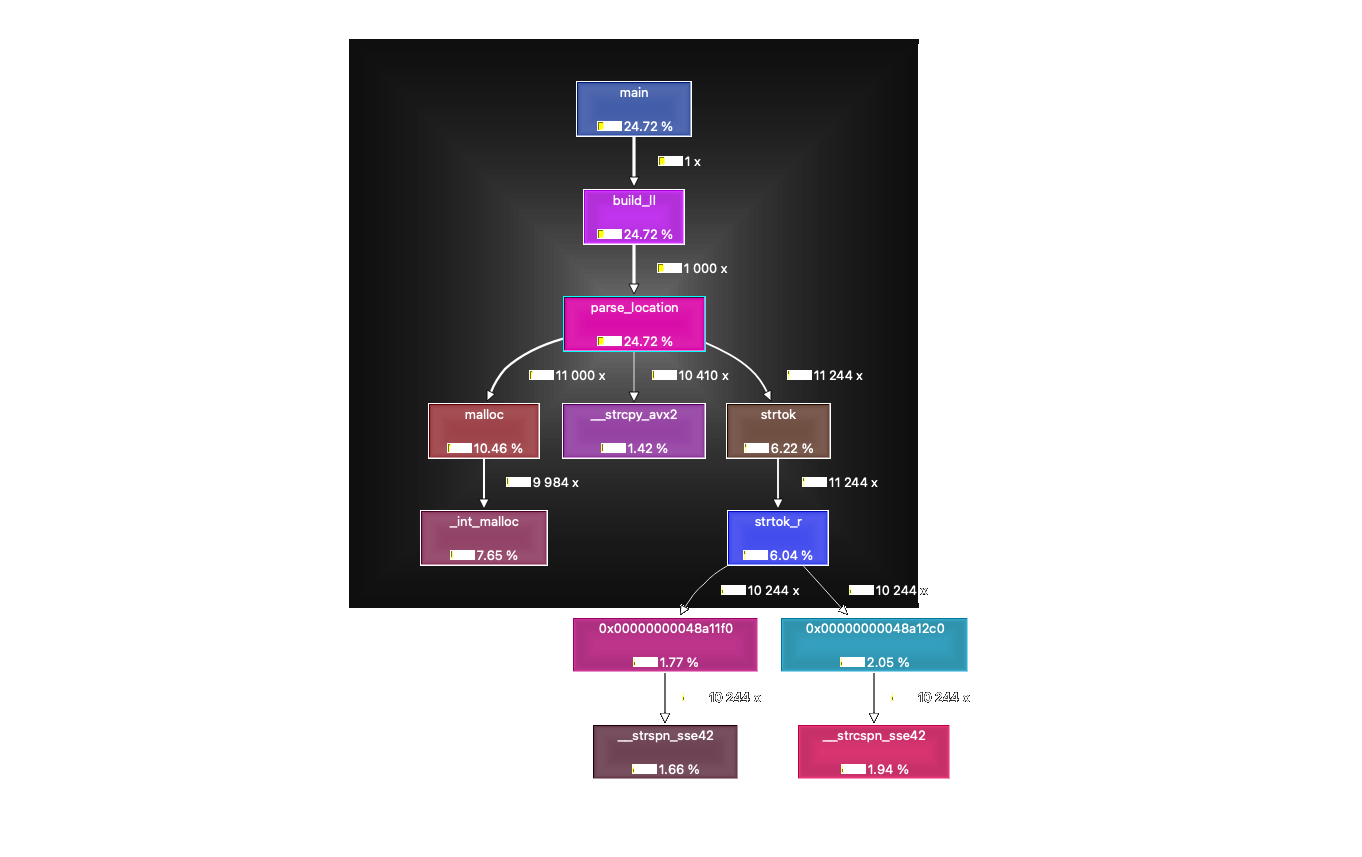 main
24.72 %
1 x
build_ll
24.72 %
1 000 x
parse_location
24.72 %
11 000 x
10 410 x
11 244 x
malloc
10.46 %
__strcpy_avx2
1.42 %
strtok
6.22 %
9 984 x
11 244 x
_int_malloc
7.65 %
strtok_r
6.04 %
10 244 x
10 244 x
0x00000000048a11f0
1.77 %
0x00000000048a12c0
2.05 %
10 244 x
10 244 x
__strspn_sse42
1.66 %
__strcspn_sse42
1.94 %